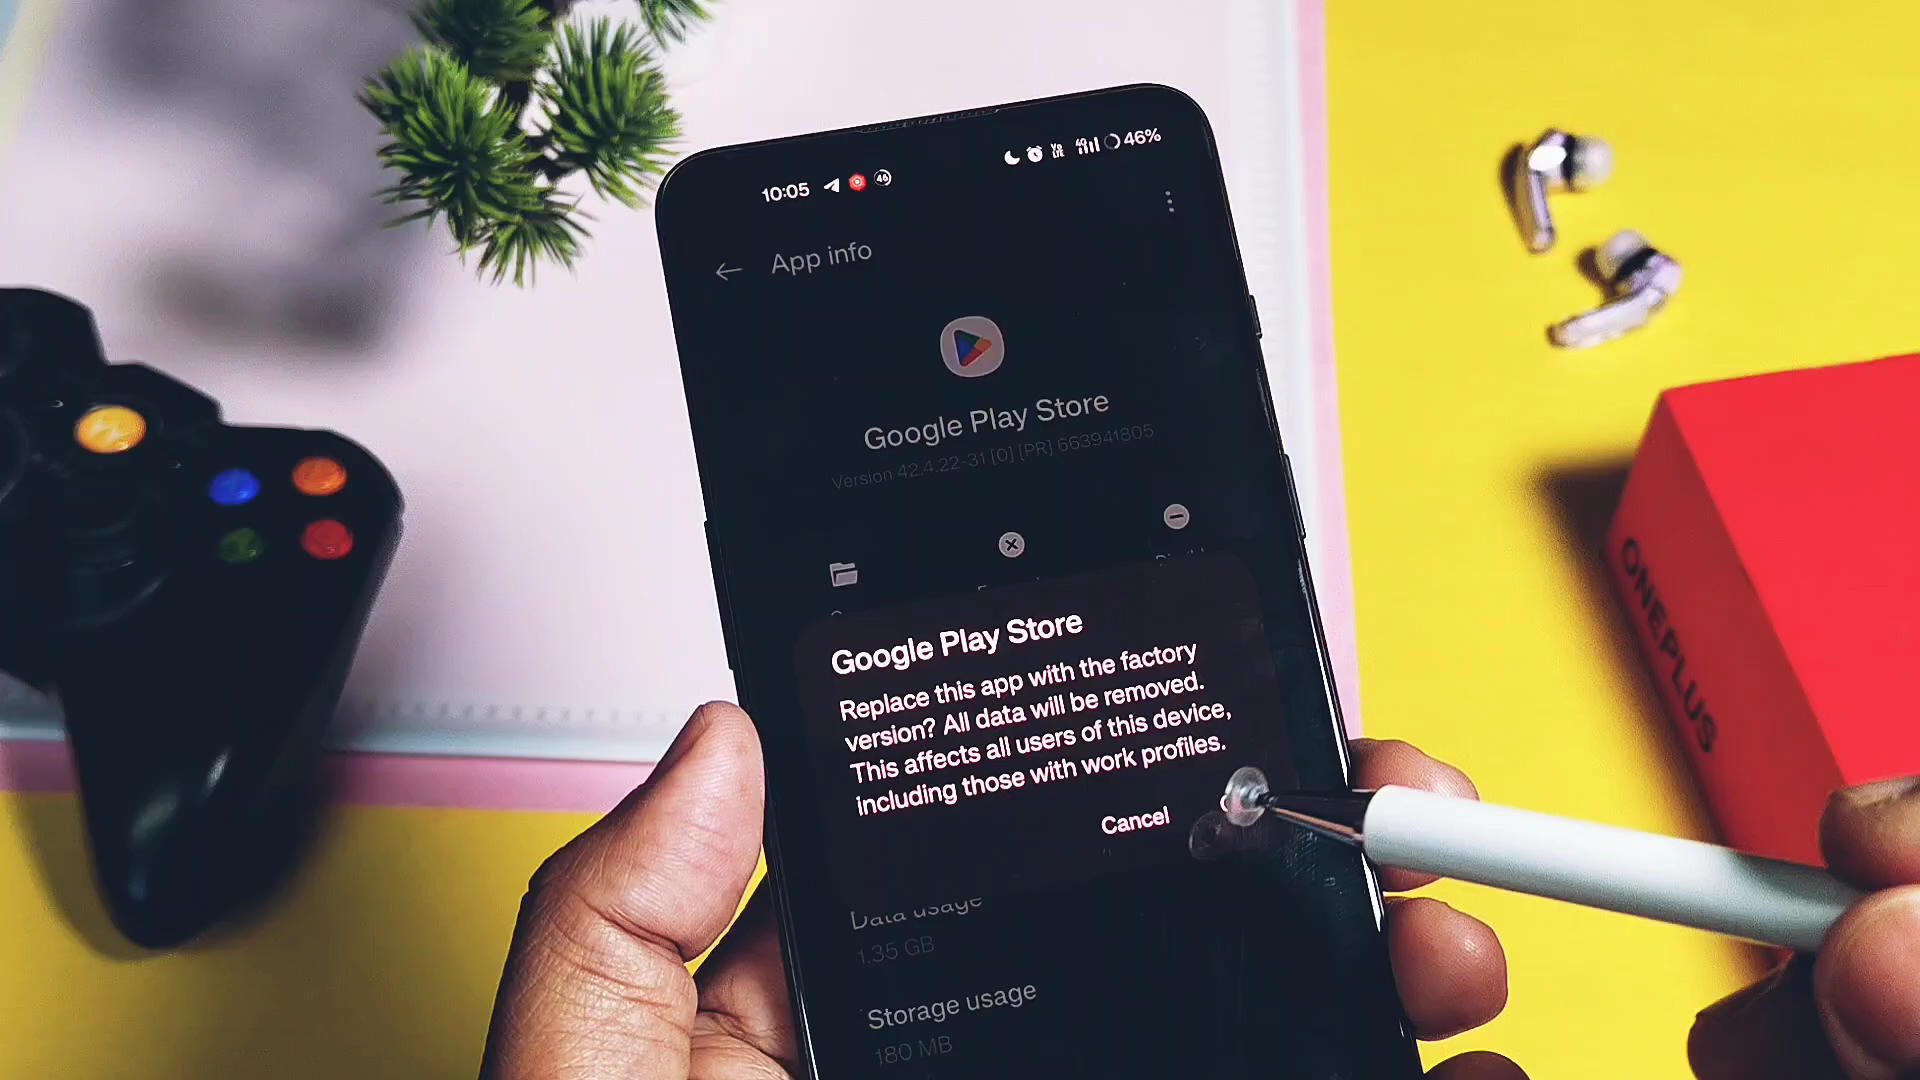 10:05
46
46%
App info
Google Play Store
Version 42.4.22-31 [0] [PR] 663941805
Google Play Store
Replace this app with the factory
version? All data will be removed.
This affects all users of this device,
including those with work profiles.
Cancel
Data usage
1.35 GB
Storage usage
180 MB
ONEPLUS